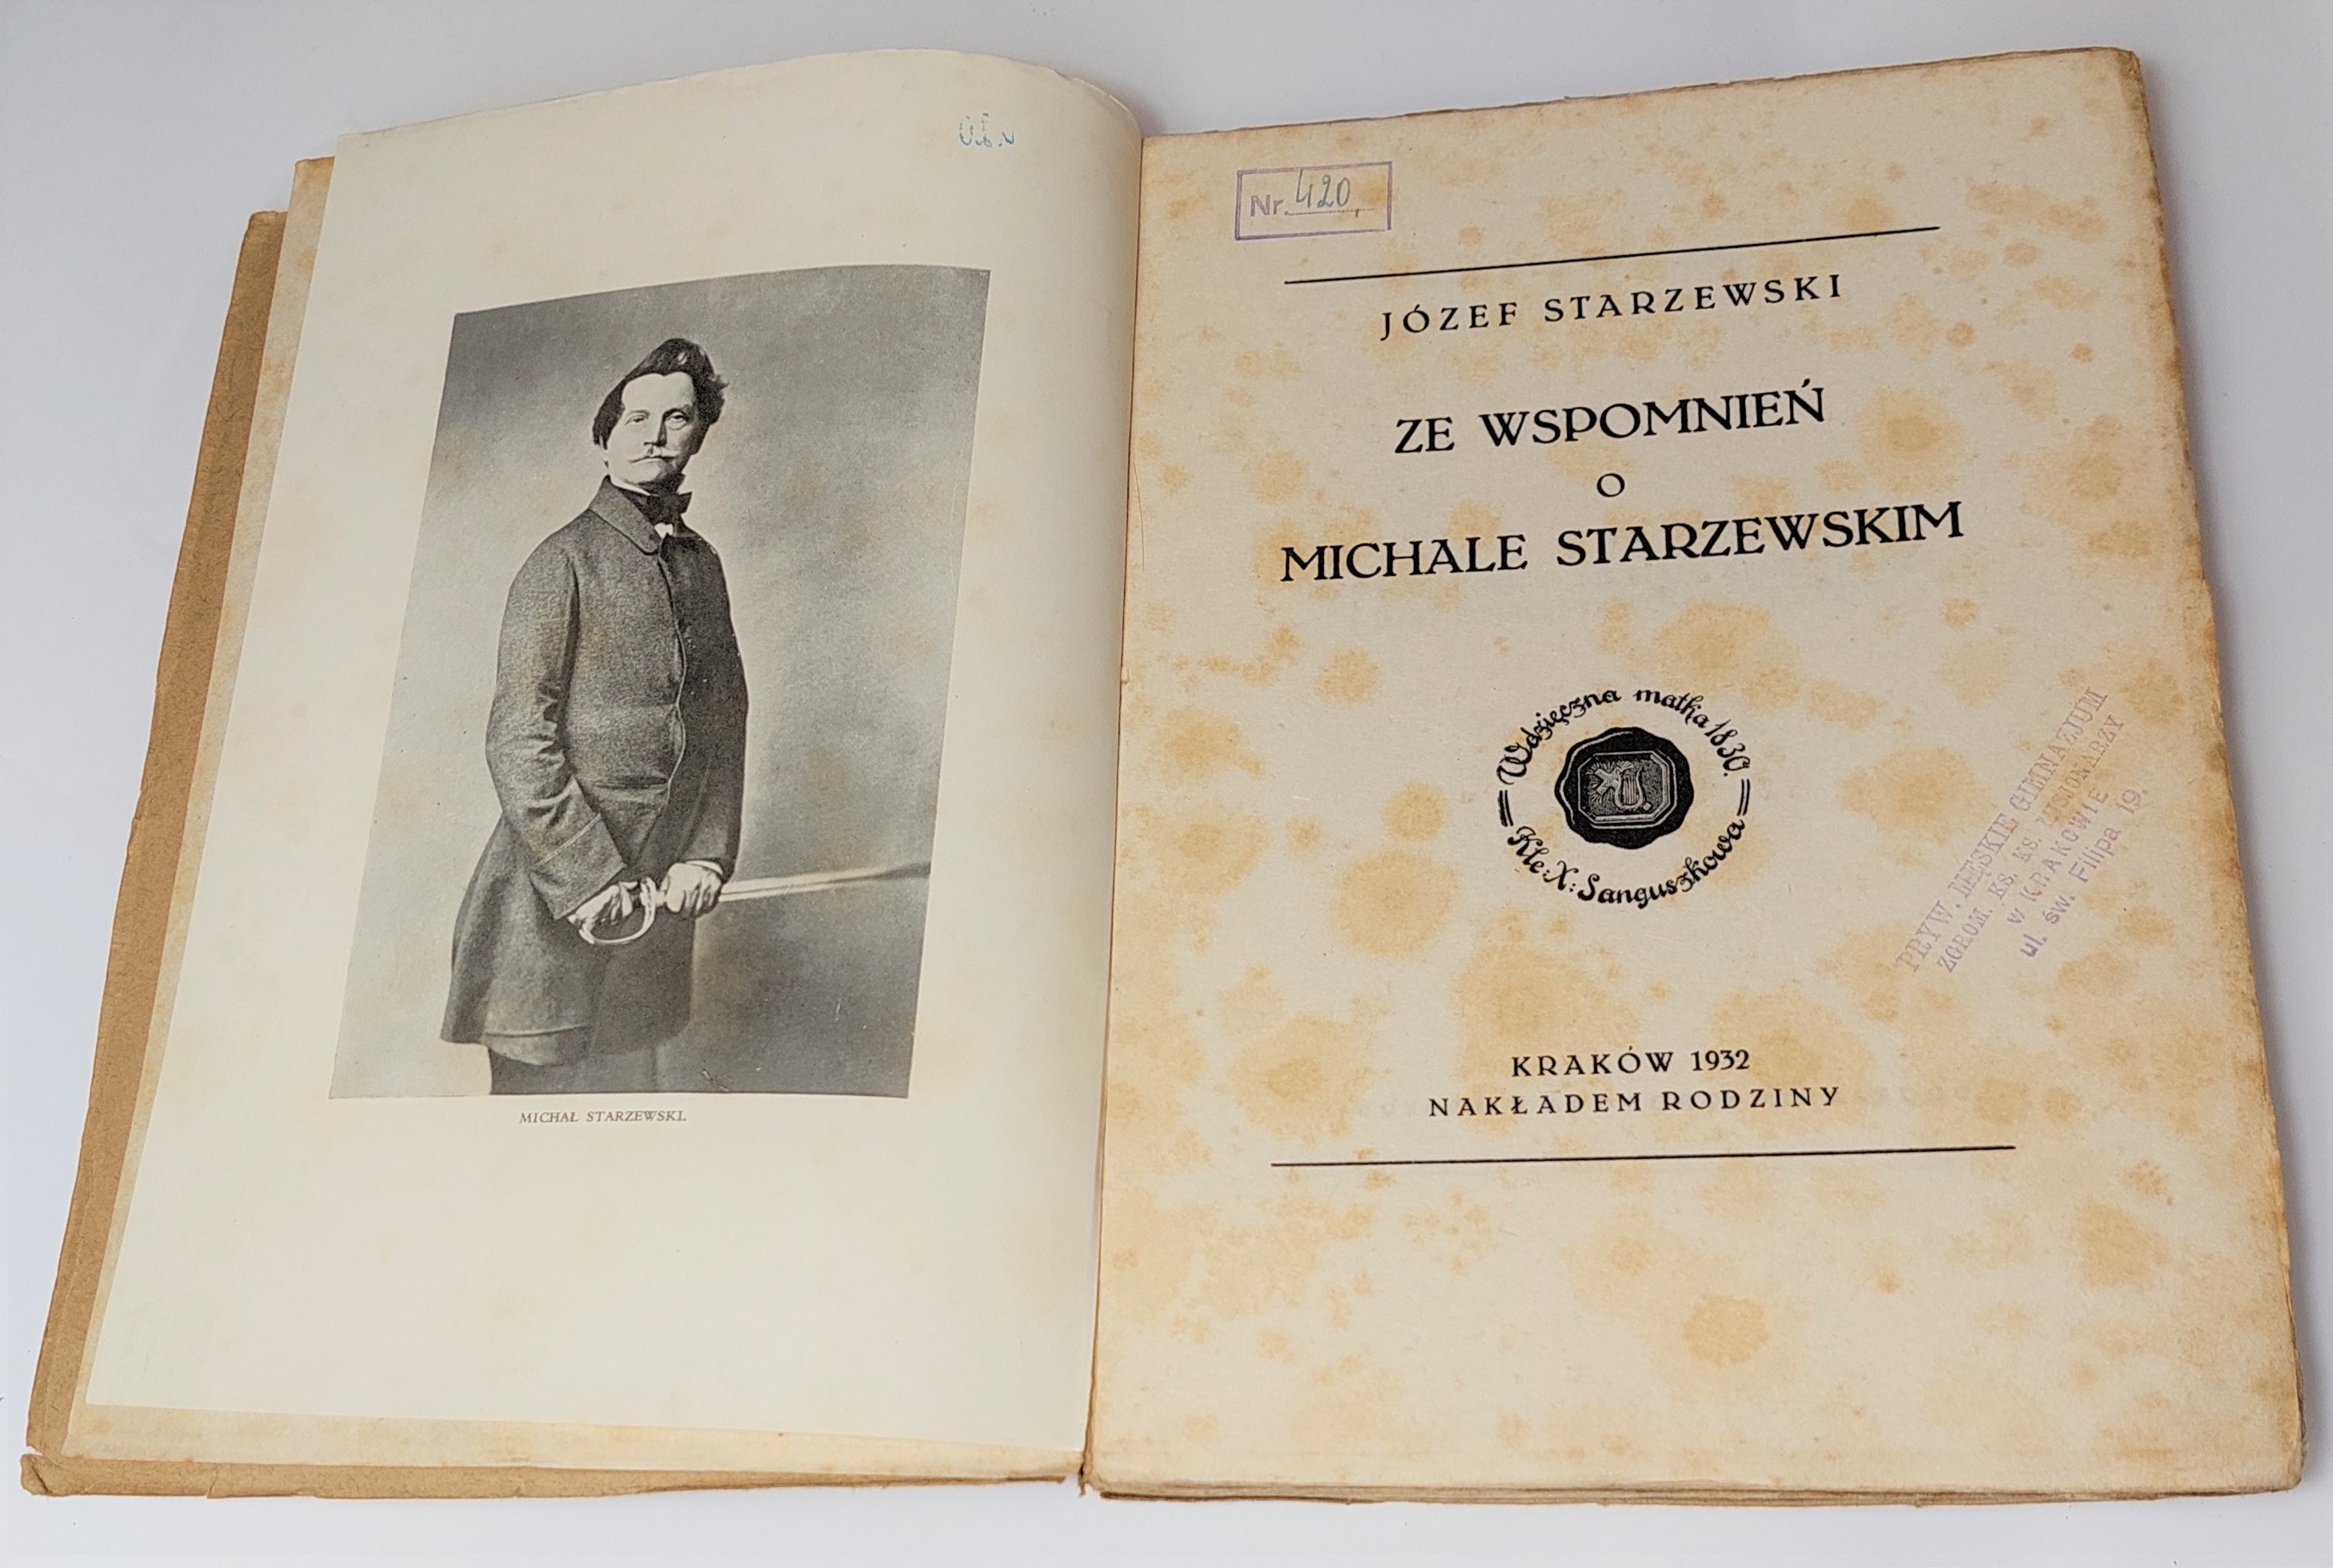 MICHAŁ STARZEWSKI.
Nr. 420,
JÓZEF STARZEWSKI
ZE WSPOMNIEŃ
O
MICHALE STARZEWSKIM
Wdzięczna matka 1830.
= Kle: X: Sanguszkowa =
PRYW. MĘSKIE GIMNAZJUM
ZGROM. KS. KS. MISJONARZY
W KRAKOWIE
ul. św. Filipa 19.
KRAKÓW 1932
NAKŁADEM RODZINY